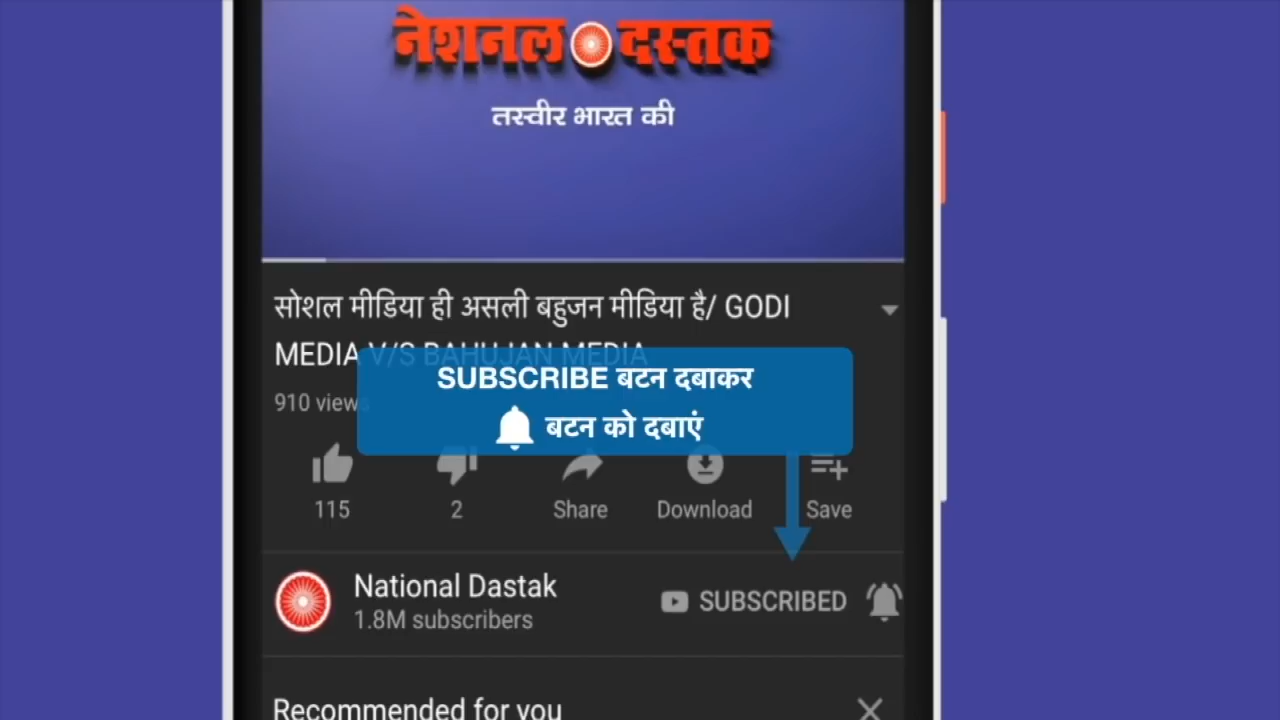 नेशनल दस्तक
तस्वीर भारत की
सोशल मीडिया ही असली बहुजन मीडिया है/ GODI
MEDIA V/S BAHUJAN MEDIA
910 views
SUBSCRIBE बटन दबाकर
बटन को दबाएं
115
2
Share
Download
Save
National Dastak
1.8M subscribers
SUBSCRIBED
Recommended for you